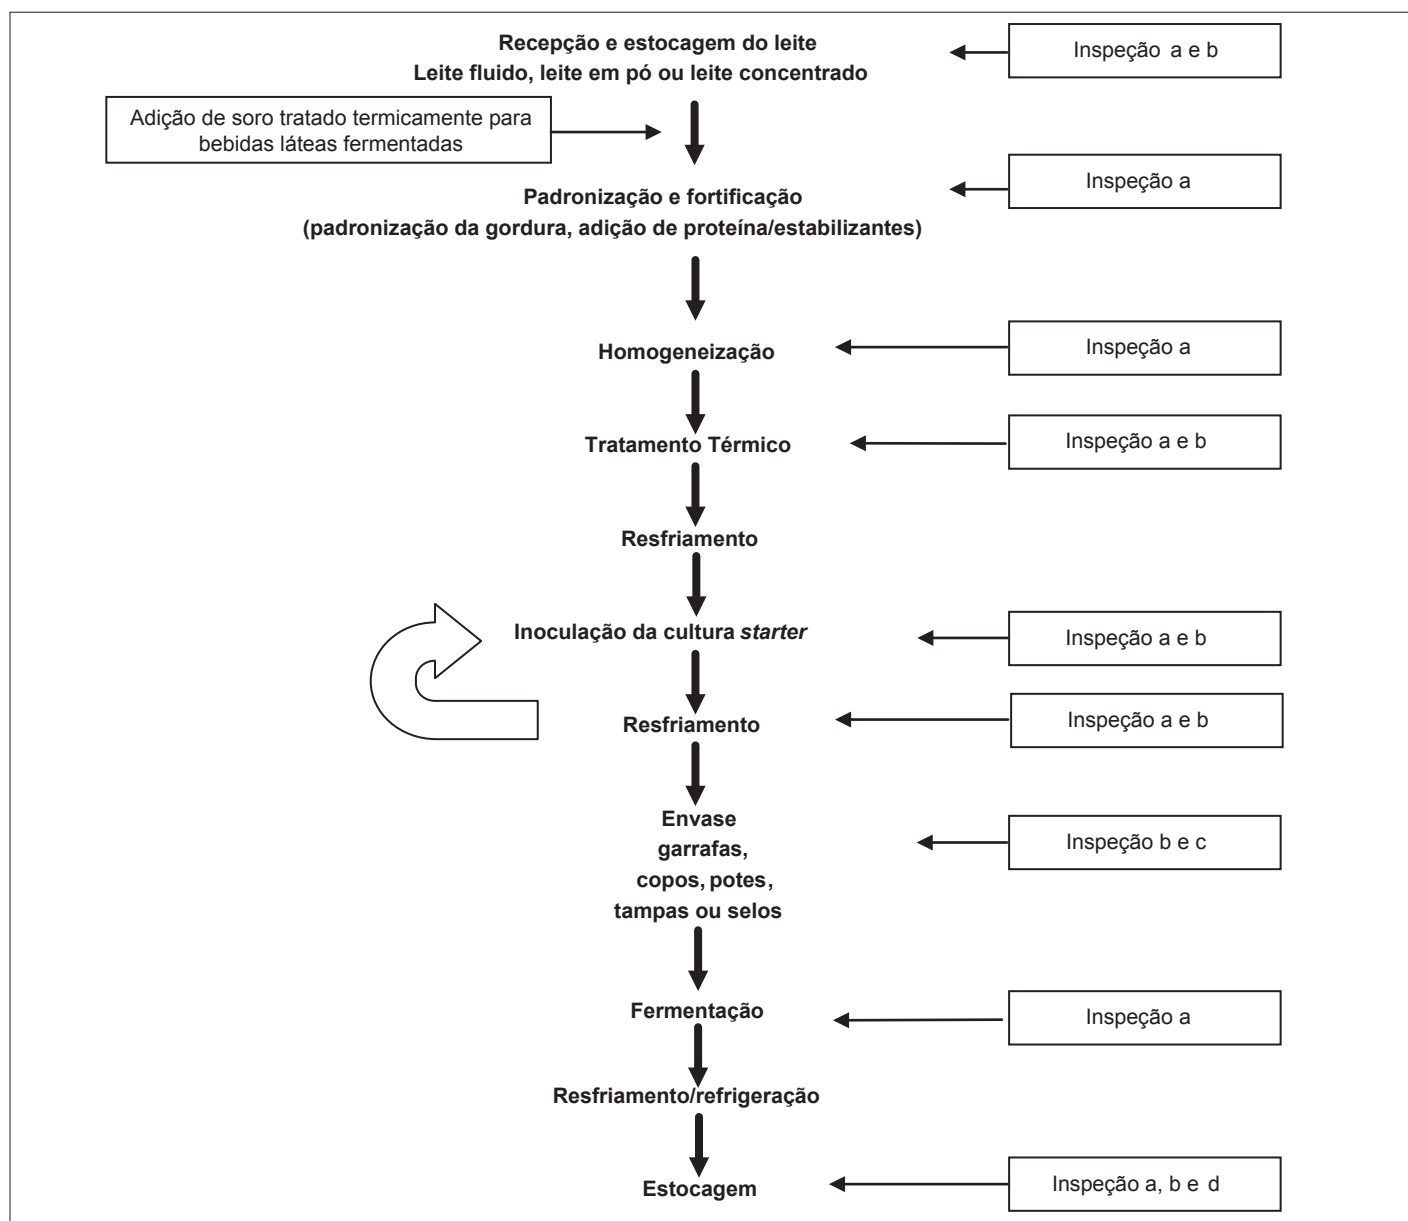 Recepção e estocagem do leite
Inspeção a e b
Leite fluido, leite em pó ou leite concentrado
Adição de soro tratado termicamente para
bebidas láteas fermentadas
Inspeção a
Padronização e fortificação
(padronização da gordura, adição de proteína/estabilizantes)
Inspeção a
Homogeneização
Inspeção a e b
Tratamento Térmico
Resfriamento
Inoculação da cultura starter
Inspeção a e b
Resfriamento
Inspeção a e b
Envase
garrafas,
Inspeção b e c
copos, potes,
tampas ou selos
Fermentação
Inspeção a
Resfriamento/refrigeração
Estocagem
Inspeção a, b e d